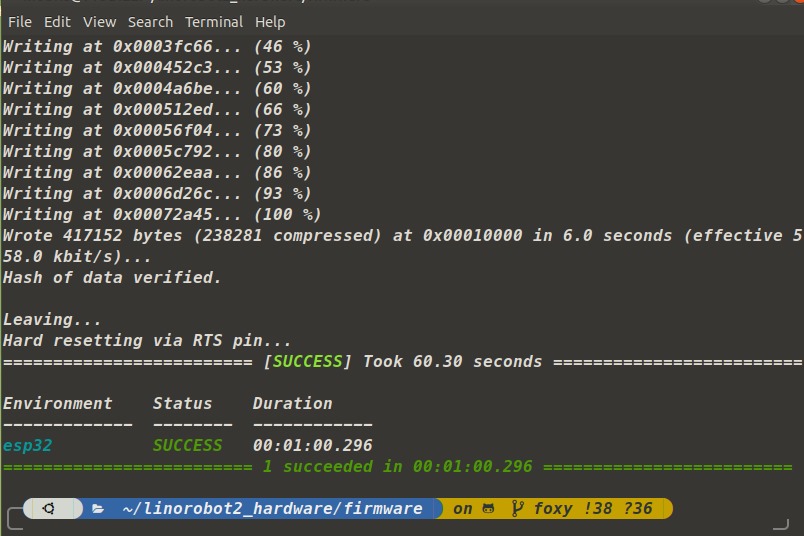 File Edit View Search Terminal Help
Writing at 0x0003fc66... (46 %)
Writing at 0x000452c3... (53 %)
Writing at 0x0004a6be... (60 %)
Writing at 0x000512ed... (66 %)
Writing at 0x00056f04... (73 %)
Writing at 0x0005c792... (80 %)
Writing at 0x00062eaa... (86 %)
Writing at 0x0006d26c... (93 %)
Writing at 0x00072a45... (100 %)
Wrote 417152 bytes (238281 compressed) at 0x00010000 in 6.0 seconds (effective 5
58.0 kbit/s)...
Hash of data verified.
Leaving...
Hard resetting via RTS pin...
========================= [SUCCESS] Took 60.30 seconds =========================
Environment    Status    Duration
-------------  --------  ------------
esp32          SUCCESS   00:01:00.296
========================= 1 succeeded in 00:01:00.296 =========================
~/linorobot2_hardware/firmware on foxy !38 ?36